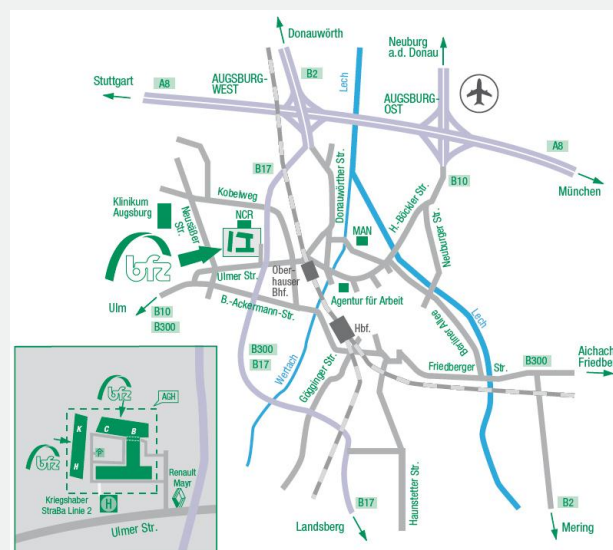 Donauwörth
Neuburg
a.d. Donau
B2
Stuttgart
A8
AUGSBURG-
WEST
Lech
AUGSBURG-
OST
A8
B17
München
B10
Kobelweg
Donauwörther Str.
H.-Böckler Str.
Neuburger Str.
Klinikum
Augsburg
Neusäßer
Str.
NCR
MAN
bfz
Ulmer Str.
Ober-
hauser
Bhf.
Agentur für Arbeit
Ulm
B.-Ackermann-Str.
B10
B300
Hbf.
Berliner Allee
Lech
B300
B17
Wertach
Gögginger Str.
Friedberger
Str.
B300
Aichach
Friedbe
bfz
AGH
K
C
B
bfz
P
H
Renault
Mayr
Kriegshaber
StraBa Linie 2
H
Ulmer Str.
Haunstetter Str.
B17
Landsberg
B2
Mering